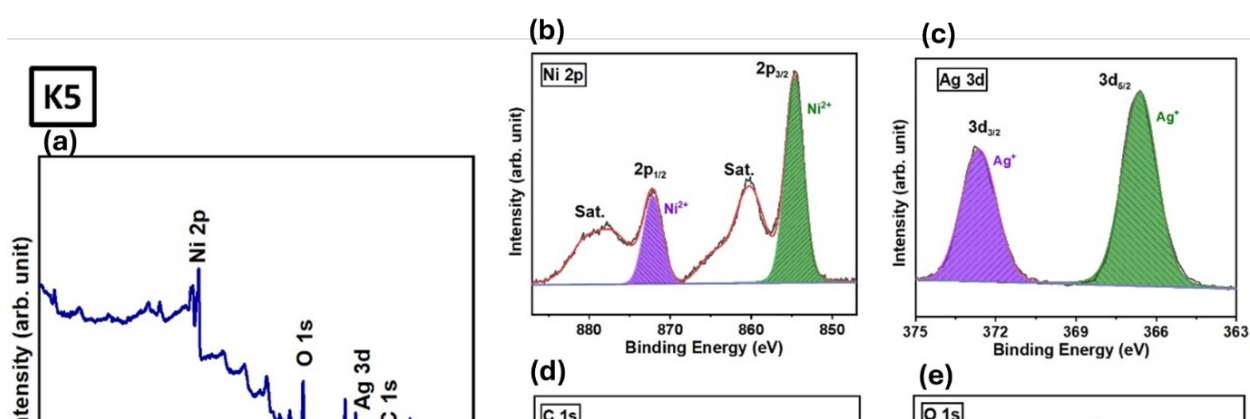 K5
(a)
Intensity (arb. unit)
Ni 2p
O 1s
Ag 3d
C 1s
(b)
Ni 2p
2p3/2
Ni²⁺
2p1/2
Ni²⁺
Sat.
Sat.
Intensity (arb. unit)
880 870 860 850
Binding Energy (eV)
(c)
Ag 3d
3d5/2
Ag⁺
3d3/2
Ag⁺
Intensity (arb. unit)
375 372 369 366 363
Binding Energy (eV)
(d)
C 1s
(e)
O 1s